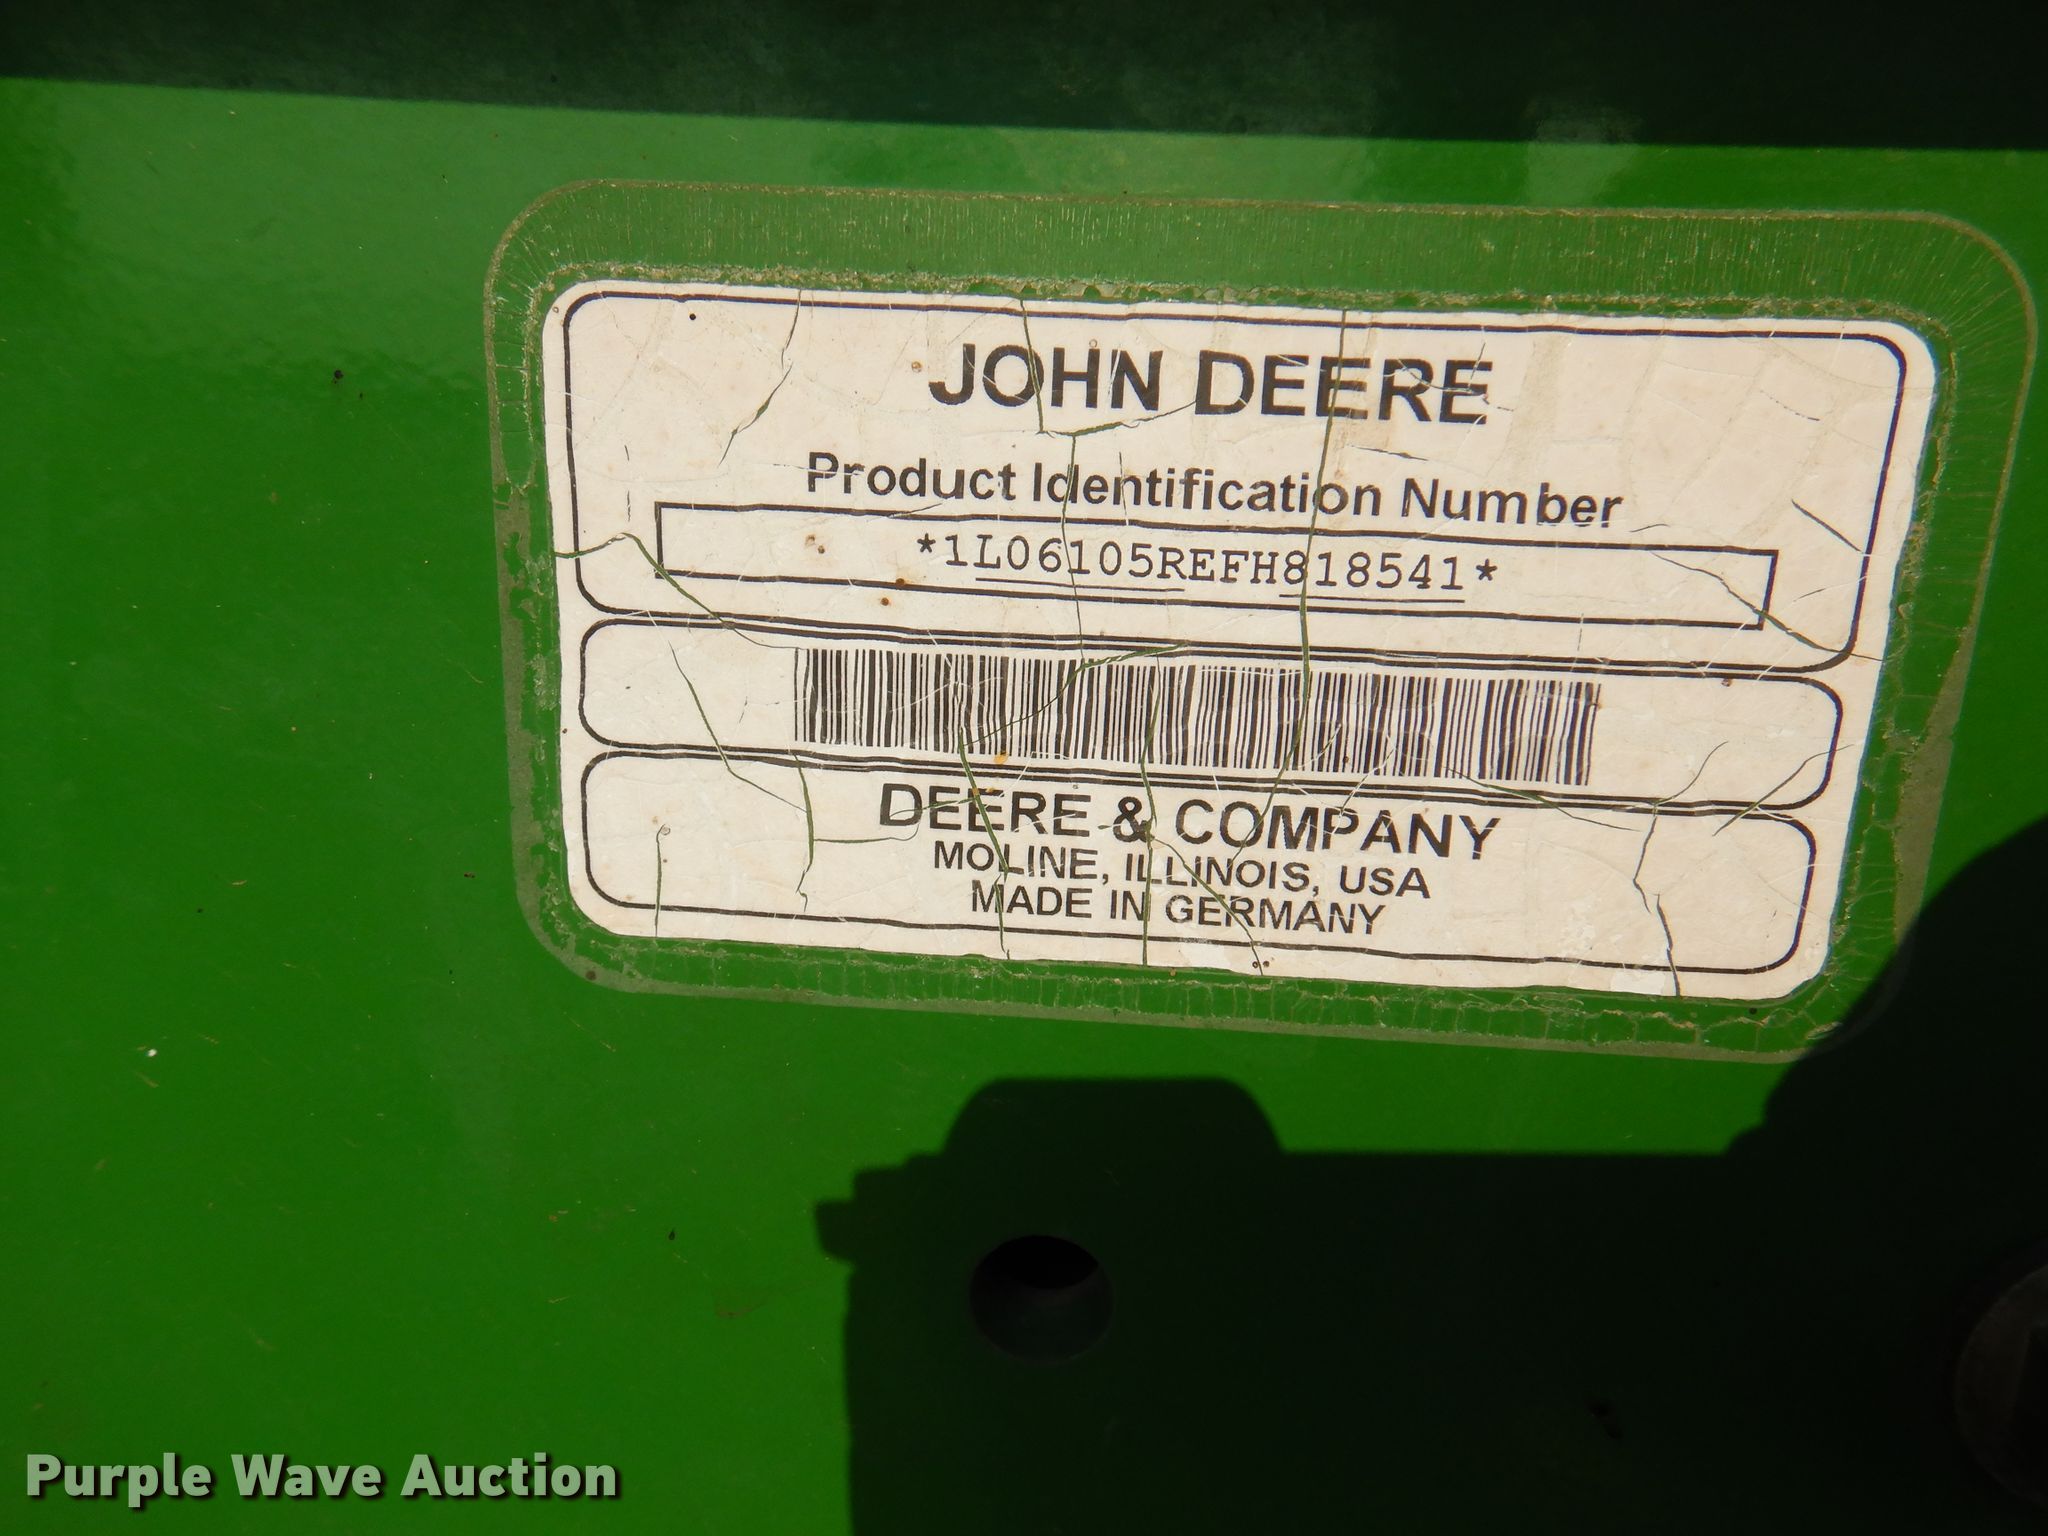 JOHN DEERE
Product Identification Number
*1L06105REFH818541*
DEERE & COMPANY
MOLINE, ILLINOIS, USA
MADE IN GERMANY
Purple Wave Auction